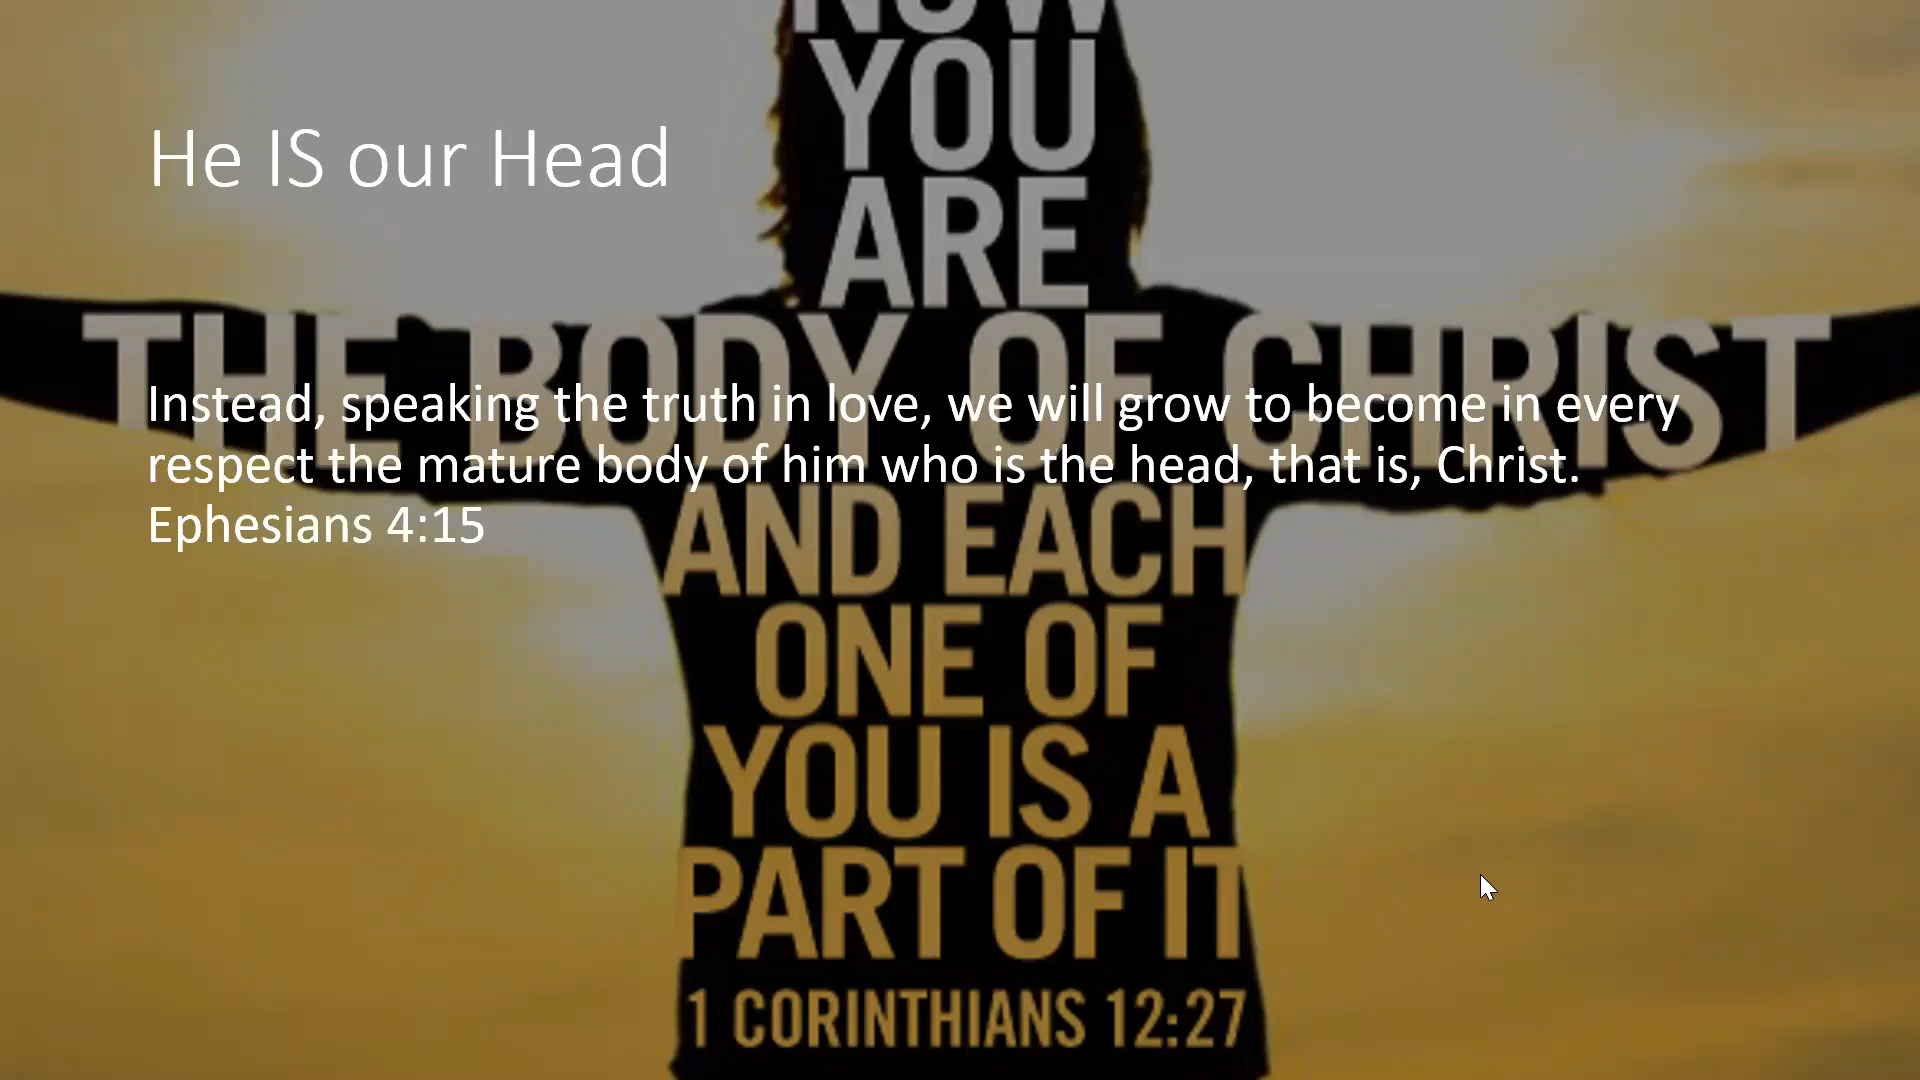 He IS our Head
Instead, speaking the truth in love, we will grow to become in every
respect the mature body of him who is the head, that is, Christ.
Ephesians 4:15
NOW
YOU
ARE
THE BODY OF CHRIST
AND EACH
ONE OF
YOU IS A
PART OF IT
1 CORINTHIANS 12:27